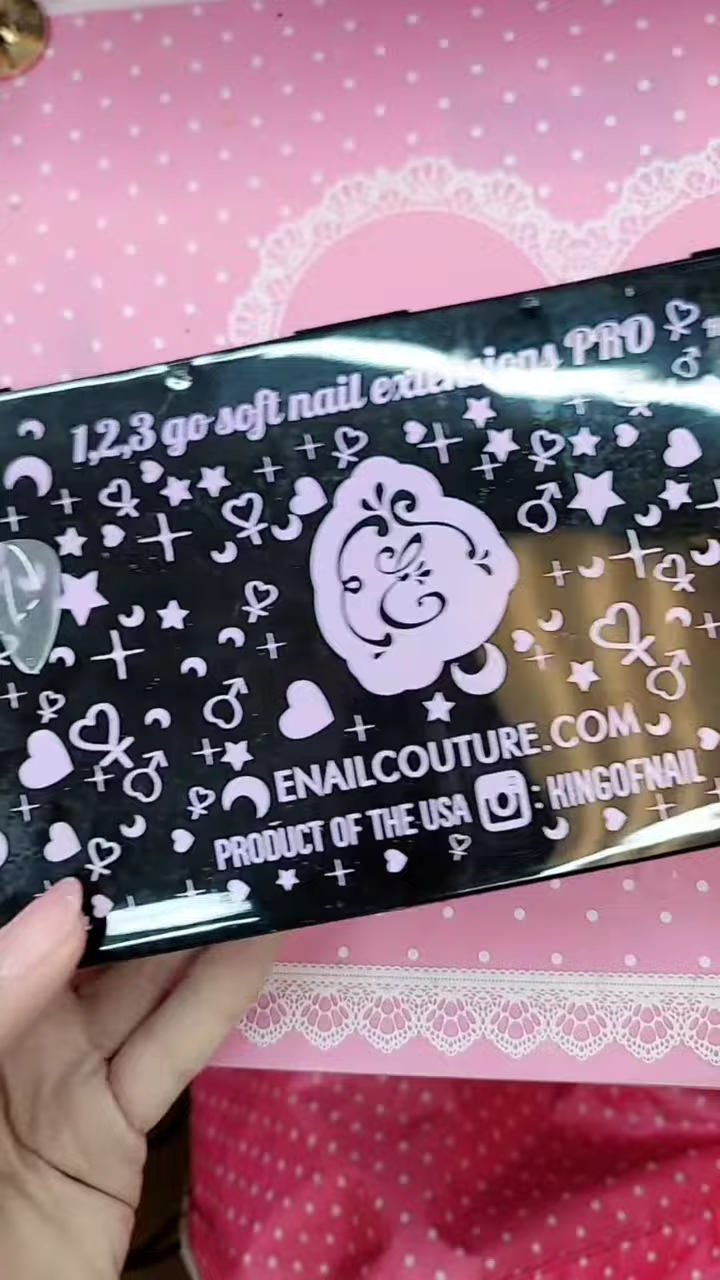 1,2,3 go soft nail extensions PRO
E
ENAILCOUTURE.COM
PRODUCT OF THE USA : KINGOFNAIL